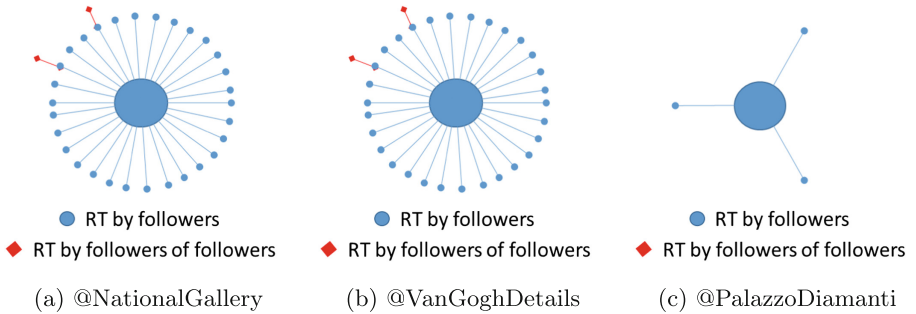 RT by followers
RT by followers of followers
(a) @NationalGallery
RT by followers
RT by followers of followers
(b) @VanGoghDetails
RT by followers
RT by followers of followers
(c) @PalazzoDiamanti